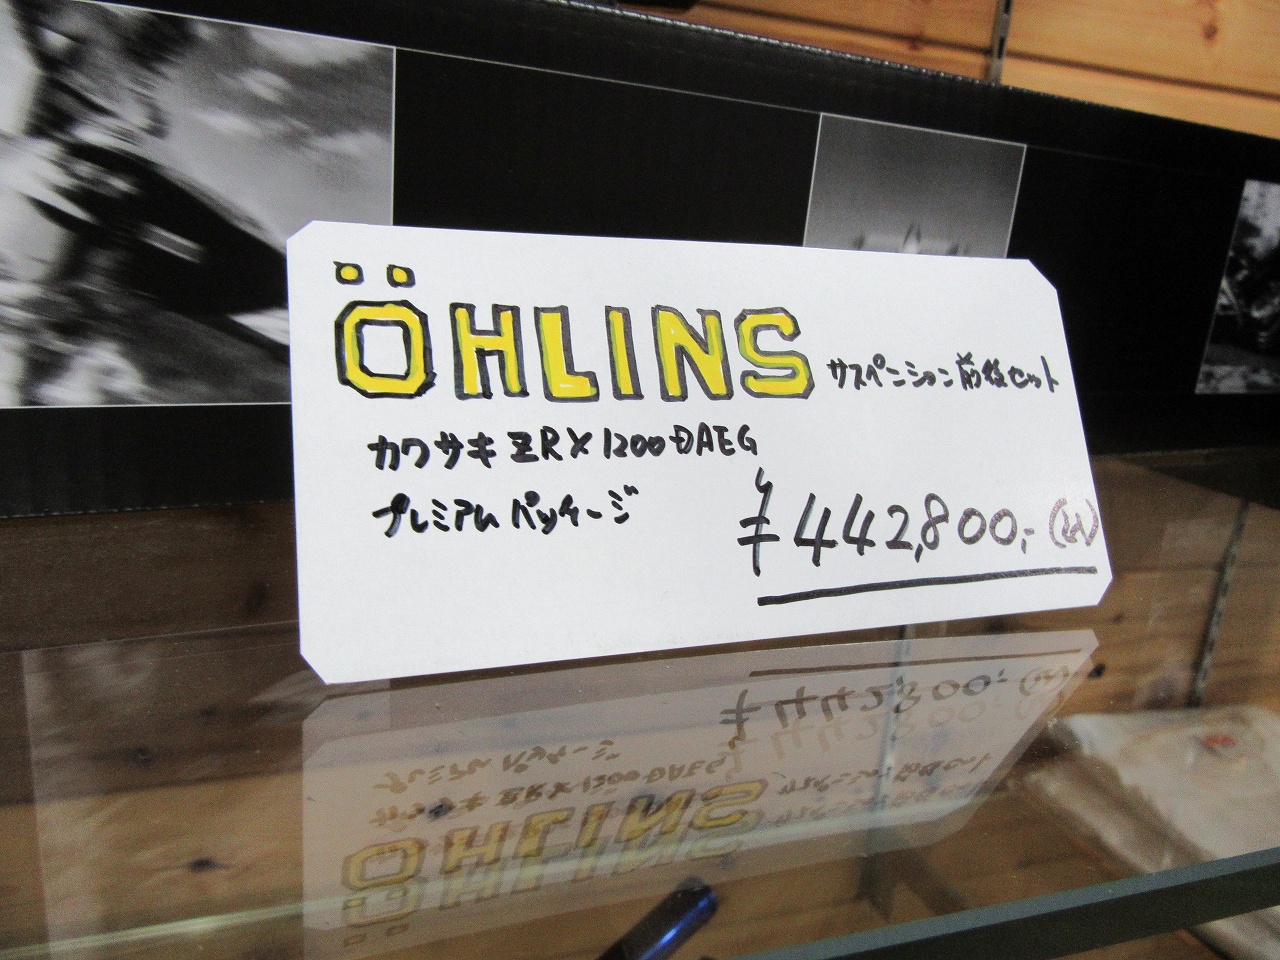 ÖHLINS サスペンション前後セット
カワサキ ZRX1200DAEG
プレミアムパッケージ
¥442,800,-(税込)